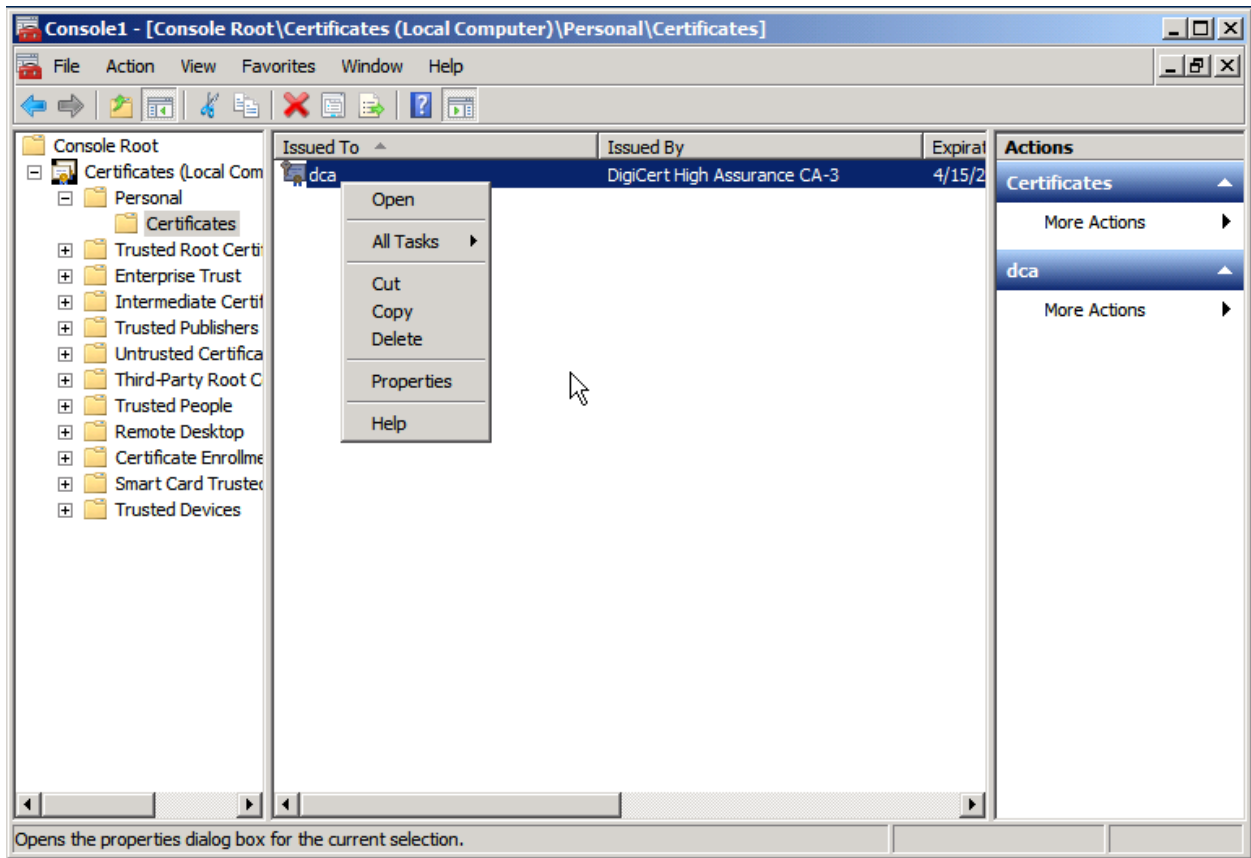 Console1 - [Console Root\Certificates (Local Computer)\Personal\Certificates]
File Action View Favorites Window Help
Console Root
Certificates (Local Com
Personal
Certificates
Trusted Root Certi
Enterprise Trust
Intermediate Certif
Trusted Publishers
Untrusted Certifica
Third-Party Root C
Trusted People
Remote Desktop
Certificate Enrollme
Smart Card Trusted
Trusted Devices
Issued To Issued By Expirat
dca DigiCert High Assurance CA-3 4/15/2
Open
All Tasks
Cut
Copy
Delete
Properties
Help
Actions
Certificates
More Actions
dca
More Actions
Opens the properties dialog box for the current selection.